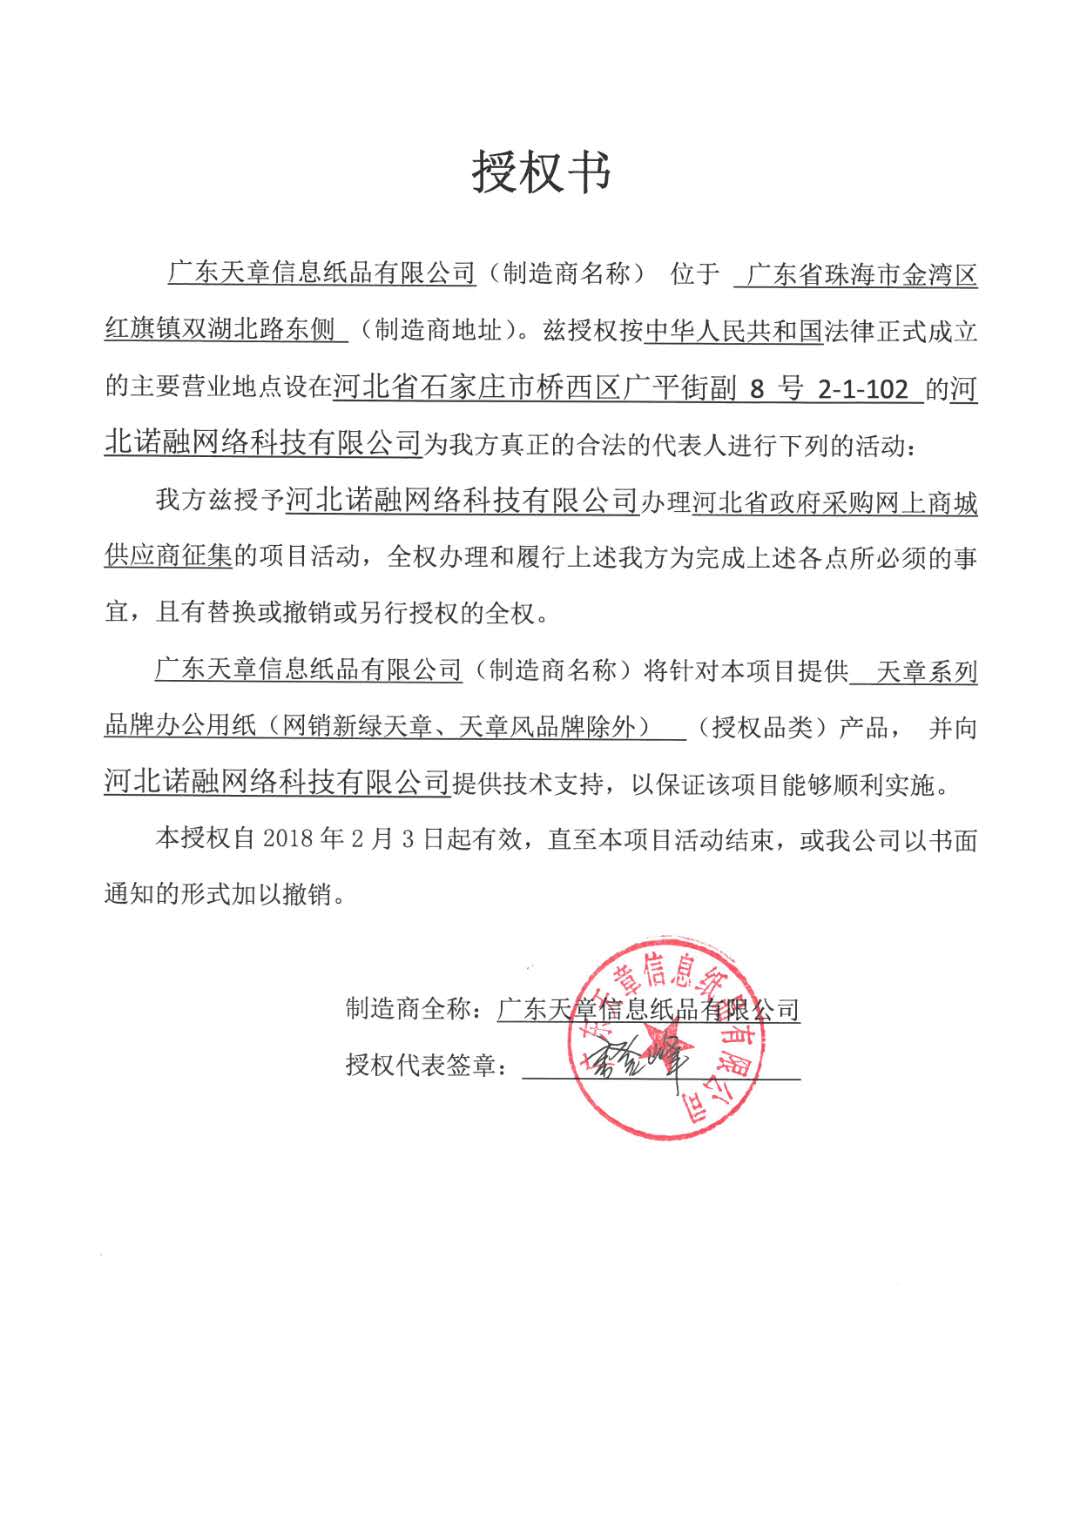 授权书
广东天章信息纸品有限公司（制造商名称） 位于 广东省珠海市金湾区
红旗镇双湖北路东侧 （制造商地址）。兹授权按中华人民共和国法律正式成立
的主要营业地点设在河北省石家庄市桥西区广平街副 8 号 2-1-102 的河
北诺融网络科技有限公司为我方真正的合法的代表人进行下列的活动：
我方兹授予河北诺融网络科技有限公司办理河北省政府采购网上商城
供应商征集的项目活动，全权办理和履行上述我方为完成上述各点所必须的事
宜，且有替换或撤销或另行授权的全权。
广东天章信息纸品有限公司（制造商名称）将针对本项目提供 天章系列
品牌办公用纸（网销新绿天章、天章风品牌除外） （授权品类）产品， 并向
河北诺融网络科技有限公司提供技术支持，以保证该项目能够顺利实施。
本授权自 2018 年 2 月 3 日起有效，直至本项目活动结束，或我公司以书面
通知的形式加以撤销。
制造商全称：广东天章信息纸品有限公司
授权代表签章：
广东天章信息纸品有限公司